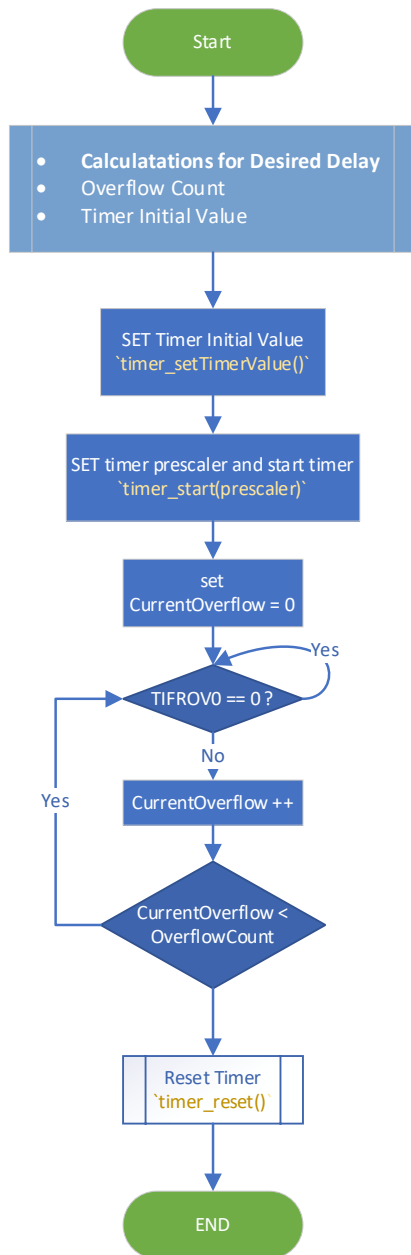 Start
• Calculatations for Desired Delay
• Overflow Count
• Timer Initial Value
SET Timer Initial Value
`timer_setTimerValue()`
SET timer prescaler and start timer
`timer_start(prescaler)`
set
CurrentOverflow = 0
Yes
TIFROV0 == 0 ?
No
Yes
CurrentOverflow ++
CurrentOverflow <
OverflowCount
Reset Timer
`timer_reset()`
END